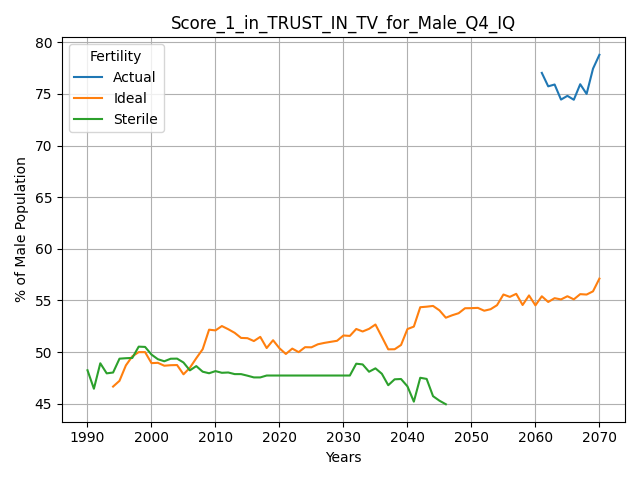 Score_1_in_TRUST_IN_TV_for_Male_Q4_IQ
Fertility
Actual
Ideal
Sterile
% of Male Population
80
75
70
65
60
55
50
45
1990 2000 2010 2020 2030 2040 2050 2060 2070
Years